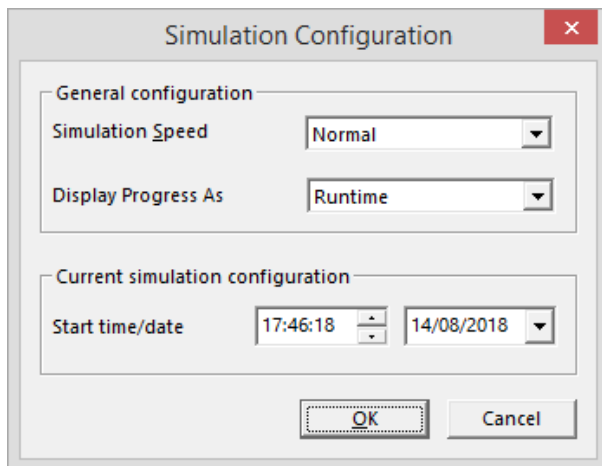 Simulation Configuration
General configuration
Simulation Speed
Normal
Display Progress As
Runtime
Current simulation configuration
Start time/date
17:46:18
14/08/2018
OK
Cancel